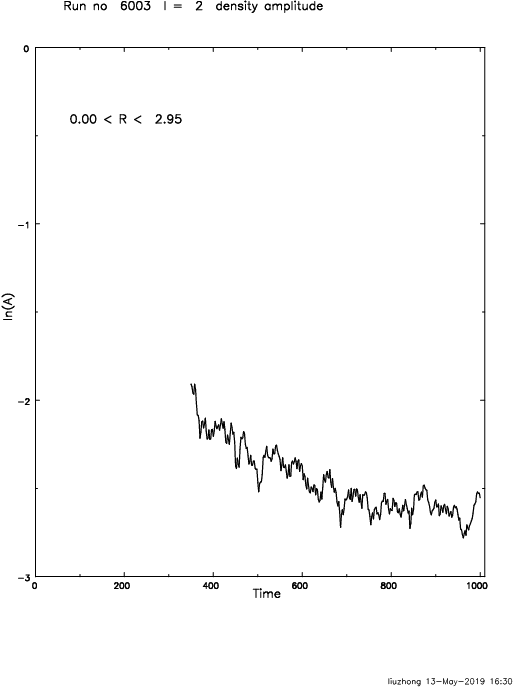 Run no 6003 l = 2 density amplitude
0
0.00 < R < 2.95
-1
ln(A)
-2
-3
0 200 400 600 800 1000
Time
liuzhong 13-May-2019 16:30